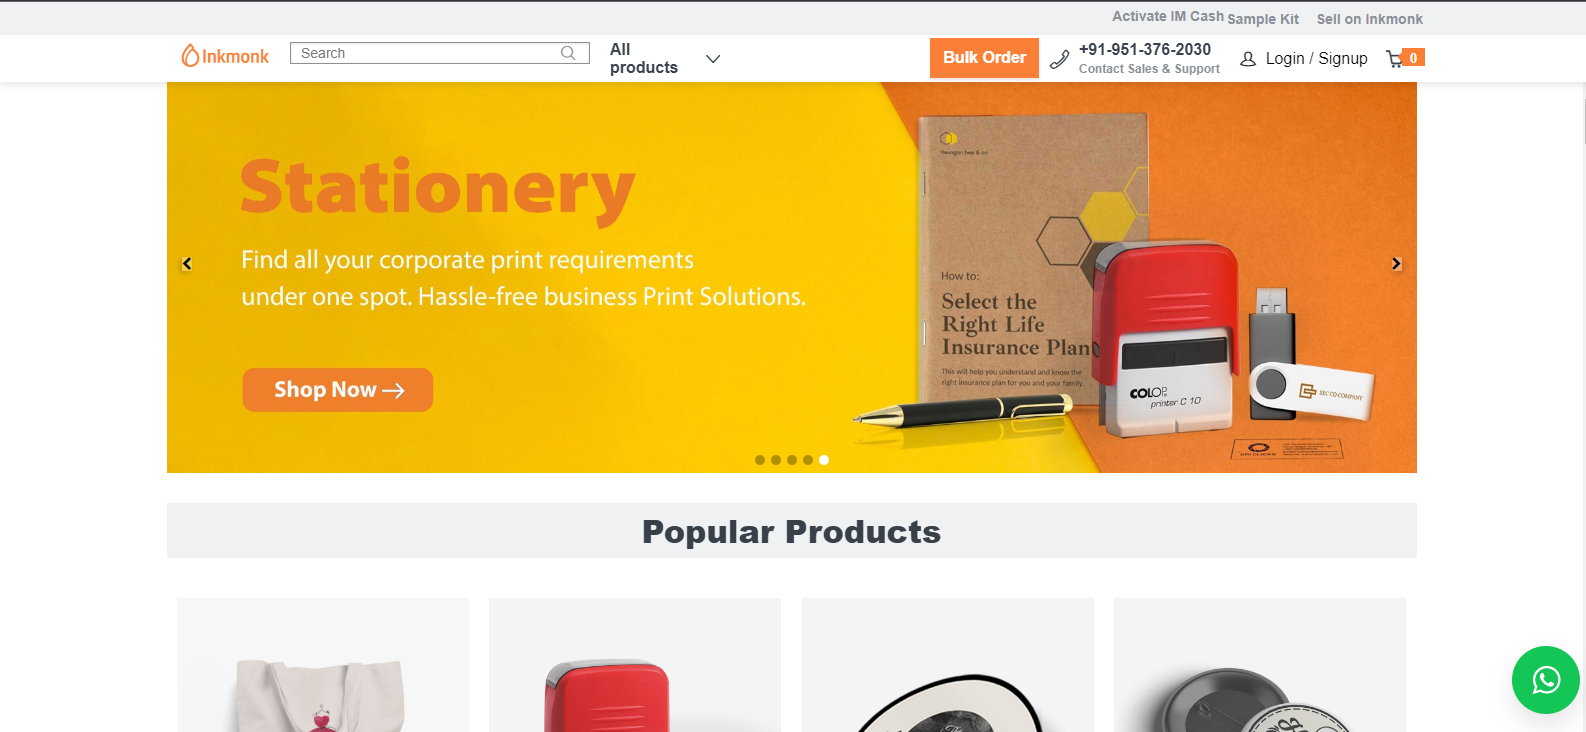 Activate IM Cash Sample Kit Sell on Inkmonk
Inkmonk
Search
All
products
Bulk Order
+91-951-376-2030
Contact Sales & Support
Login / Signup
0
Stationery
Find all your corporate print requirements
under one spot. Hassle-free business Print Solutions.
Shop Now
Hexagon bee & co
How to:
Select the
Right Life
Insurance Plan
This will help you understand and know the
right insurance plan for you and your family.
COLOP
printer C 10
SEC CO COMPANY
Popular Products